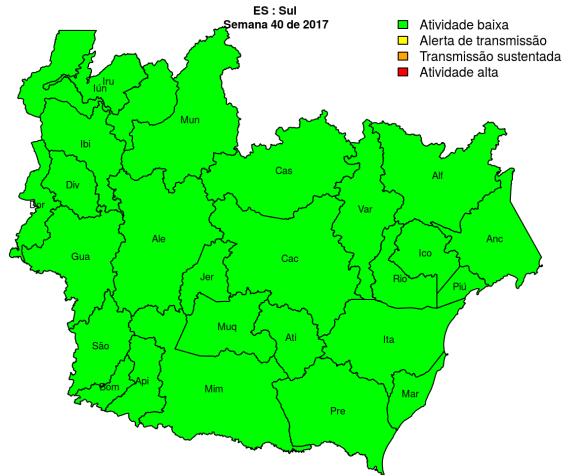 ES : Sul
Semana 40 de 2017
Atividade baixa
Alerta de transmissão
Transmissão sustentada
Atividade alta
Iru
Iún
Mun
Ibi
Cas
Alf
Div
Dor
Var
Ale
Anc
Ico
Gua
Cac
Jer
Rio
Piú
Muq
Ati
Ita
São
Api
Bom
Mim
Mar
Pre